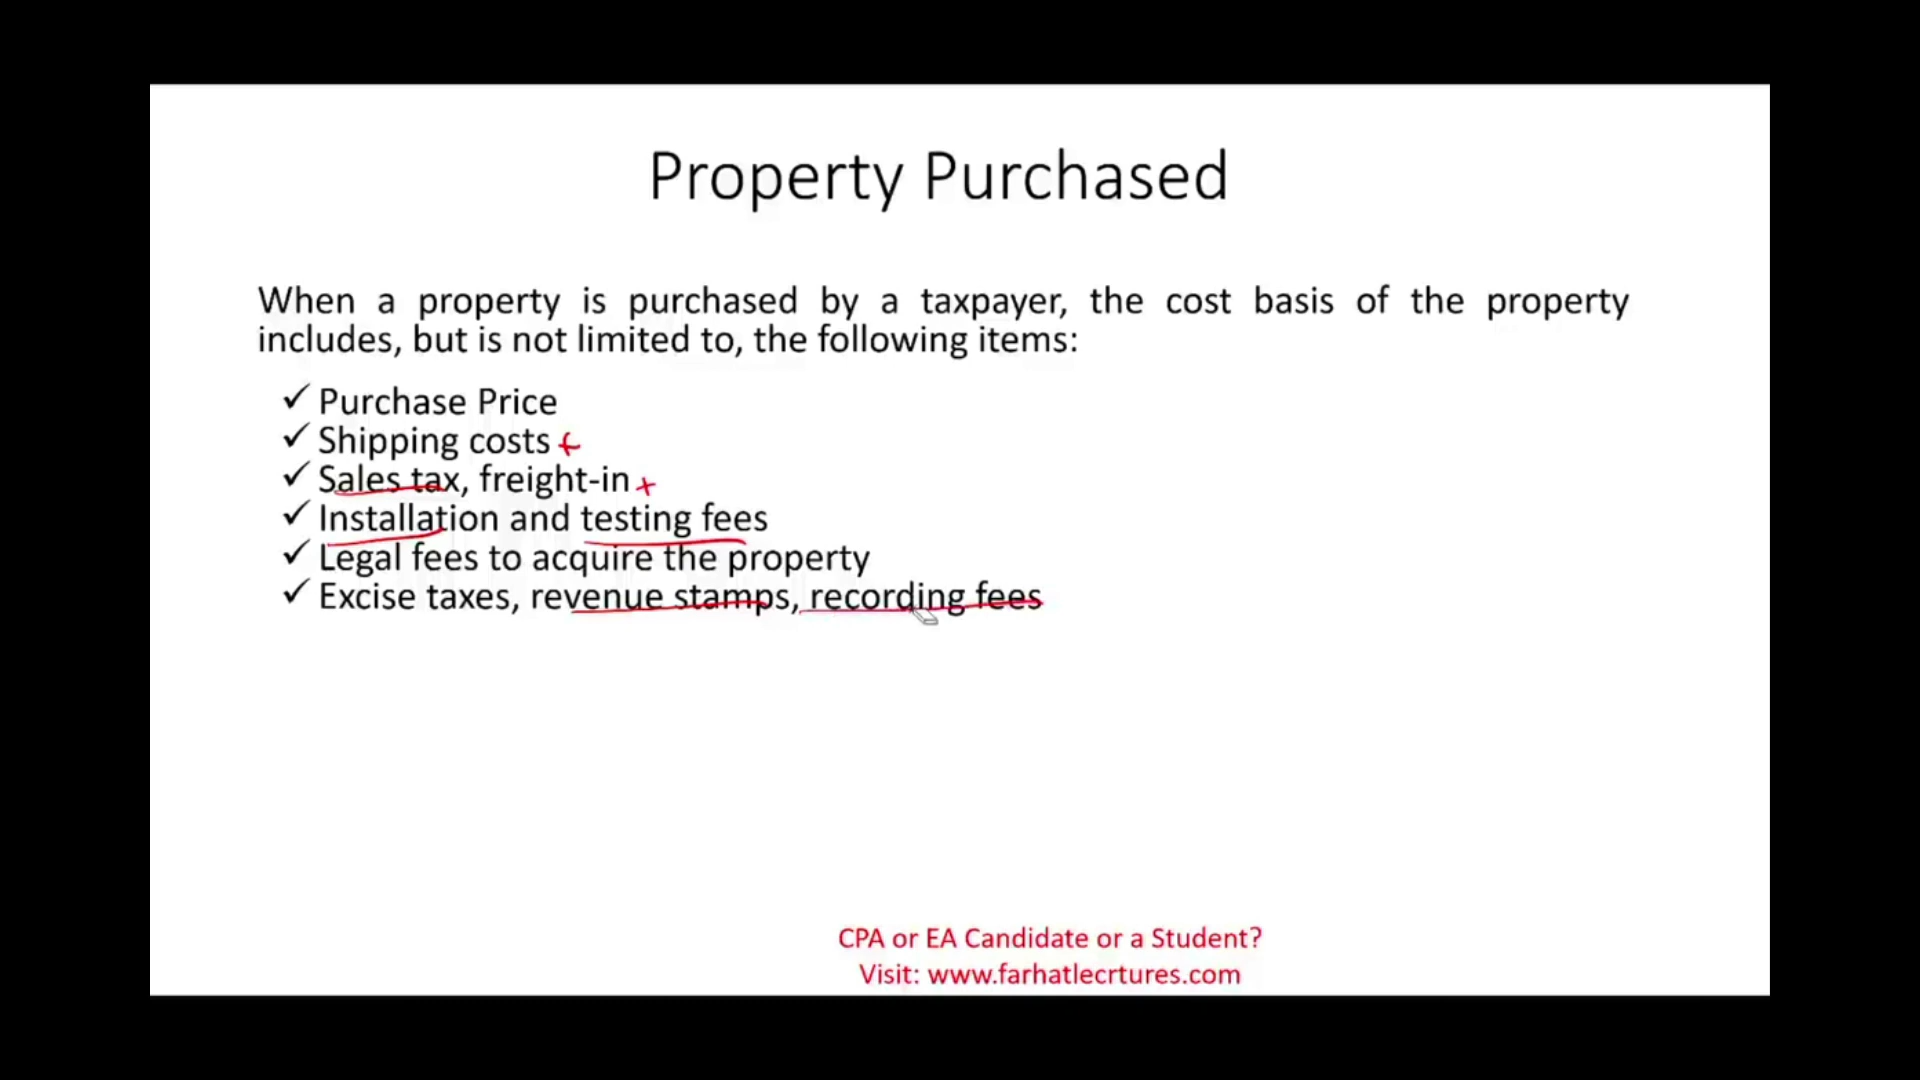 Property Purchased
When a property is purchased by a taxpayer, the cost basis of the property
includes, but is not limited to, the following items:
✓ Purchase Price
✓ Shipping costs +
✓ Sales tax, freight-in +
✓ Installation and testing fees
✓ Legal fees to acquire the property
✓ Excise taxes, revenue stamps, recording fees
CPA or EA Candidate or a Student?
Visit: www.farhatlecrtures.com